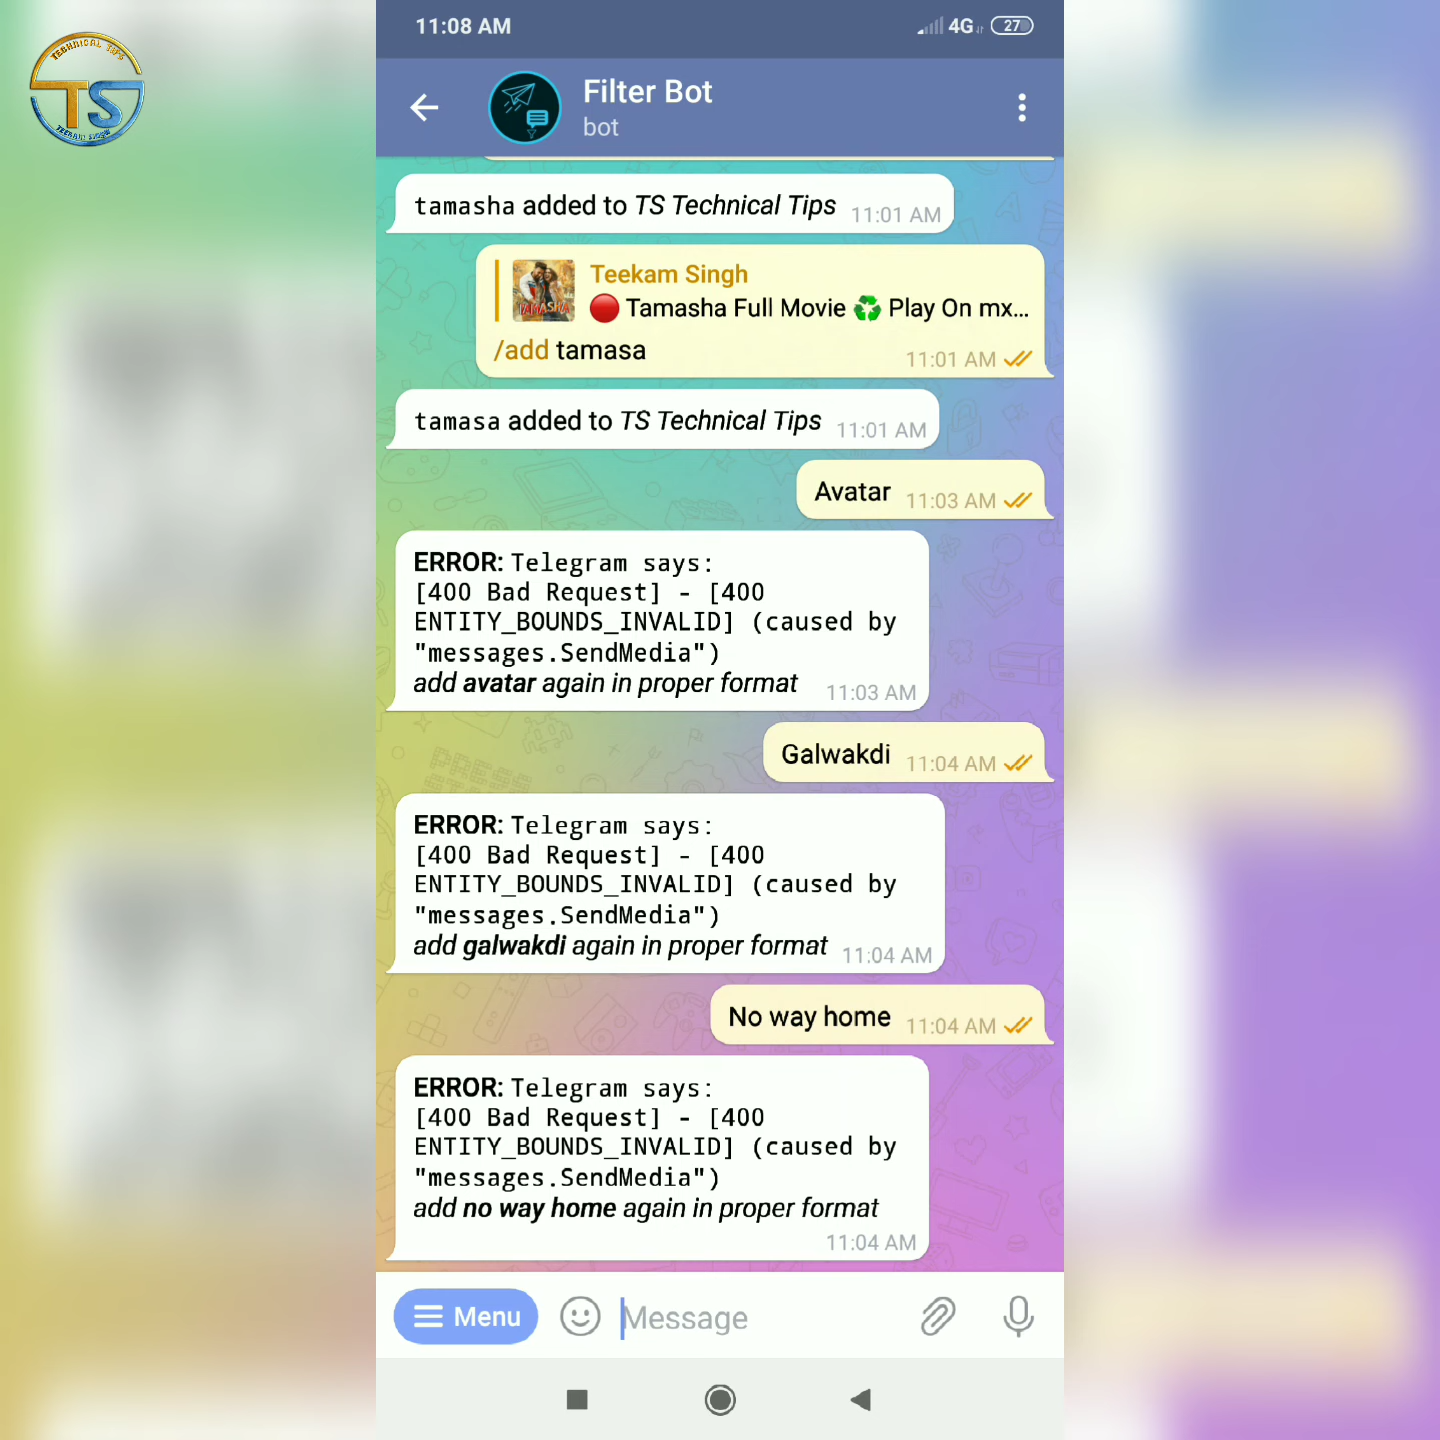 TECHNICAL TIPS
TS
11:08 AM
4G
27
Filter Bot
bot
tamasha added to TS Technical Tips 11:01 AM
Teekam Singh
🔴 Tamasha Full Movie ♻️ Play On mx...
/add tamasa 11:01 AM
tamasa added to TS Technical Tips 11:01 AM
Avatar 11:03 AM
ERROR: Telegram says:
[400 Bad Request] - [400
ENTITY_BOUNDS_INVALID] (caused by
"messages.SendMedia")
add avatar again in proper format 11:03 AM
Galwakdi 11:04 AM
ERROR: Telegram says:
[400 Bad Request] - [400
ENTITY_BOUNDS_INVALID] (caused by
"messages.SendMedia")
add galwakdi again in proper format 11:04 AM
No way home 11:04 AM
ERROR: Telegram says:
[400 Bad Request] - [400
ENTITY_BOUNDS_INVALID] (caused by
"messages.SendMedia")
add no way home again in proper format
11:04 AM
Menu
Message